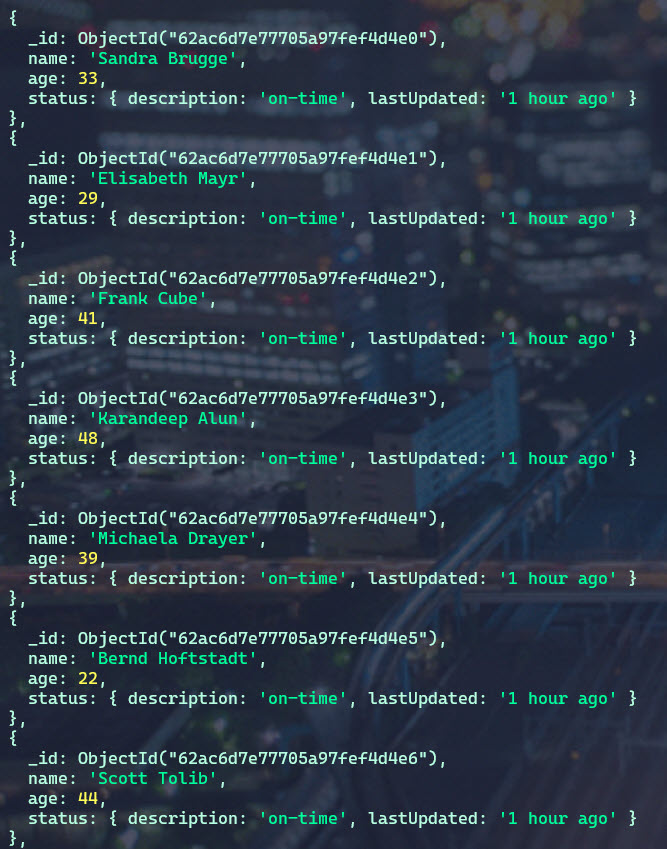 {
  _id: ObjectId("62ac6d7e77705a97fef4d4e0"),
  name: 'Sandra Brugge',
  age: 33,
  status: { description: 'on-time', lastUpdated: '1 hour ago' }
},
{
  _id: ObjectId("62ac6d7e77705a97fef4d4e1"),
  name: 'Elisabeth Mayr',
  age: 29,
  status: { description: 'on-time', lastUpdated: '1 hour ago' }
},
{
  _id: ObjectId("62ac6d7e77705a97fef4d4e2"),
  name: 'Frank Cube',
  age: 41,
  status: { description: 'on-time', lastUpdated: '1 hour ago' }
},
{
  _id: ObjectId("62ac6d7e77705a97fef4d4e3"),
  name: 'Karandeep Alun',
  age: 48,
  status: { description: 'on-time', lastUpdated: '1 hour ago' }
},
{
  _id: ObjectId("62ac6d7e77705a97fef4d4e4"),
  name: 'Michaela Drayer',
  age: 39,
  status: { description: 'on-time', lastUpdated: '1 hour ago' }
},
{
  _id: ObjectId("62ac6d7e77705a97fef4d4e5"),
  name: 'Bernd Hoftstadt',
  age: 22,
  status: { description: 'on-time', lastUpdated: '1 hour ago' }
},
{
  _id: ObjectId("62ac6d7e77705a97fef4d4e6"),
  name: 'Scott Tolib',
  age: 44,
  status: { description: 'on-time', lastUpdated: '1 hour ago' }
},